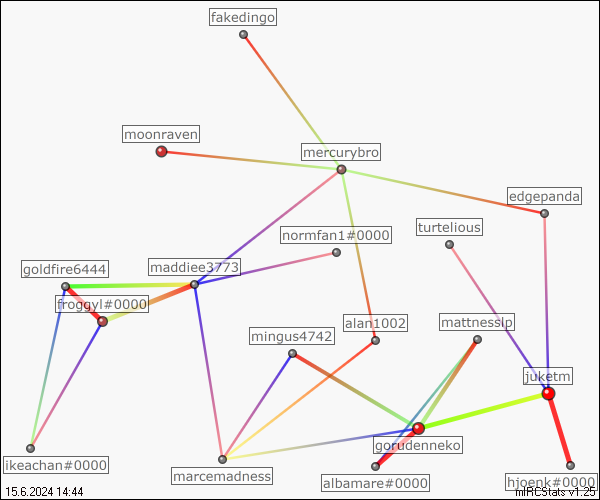 fakedingo
moonraven
mercurybro
edgepanda
turtelious
normfan1#0000
goldfire6444
maddiee3773
froggyl#0000
alan1002
mattnesslp
mingus4742
juketm
gorudenneko
ikeachan#0000
marcemadness
albamare#0000
hjoenk#0000
15.6.2024 14:44
mIRCStats v1.25